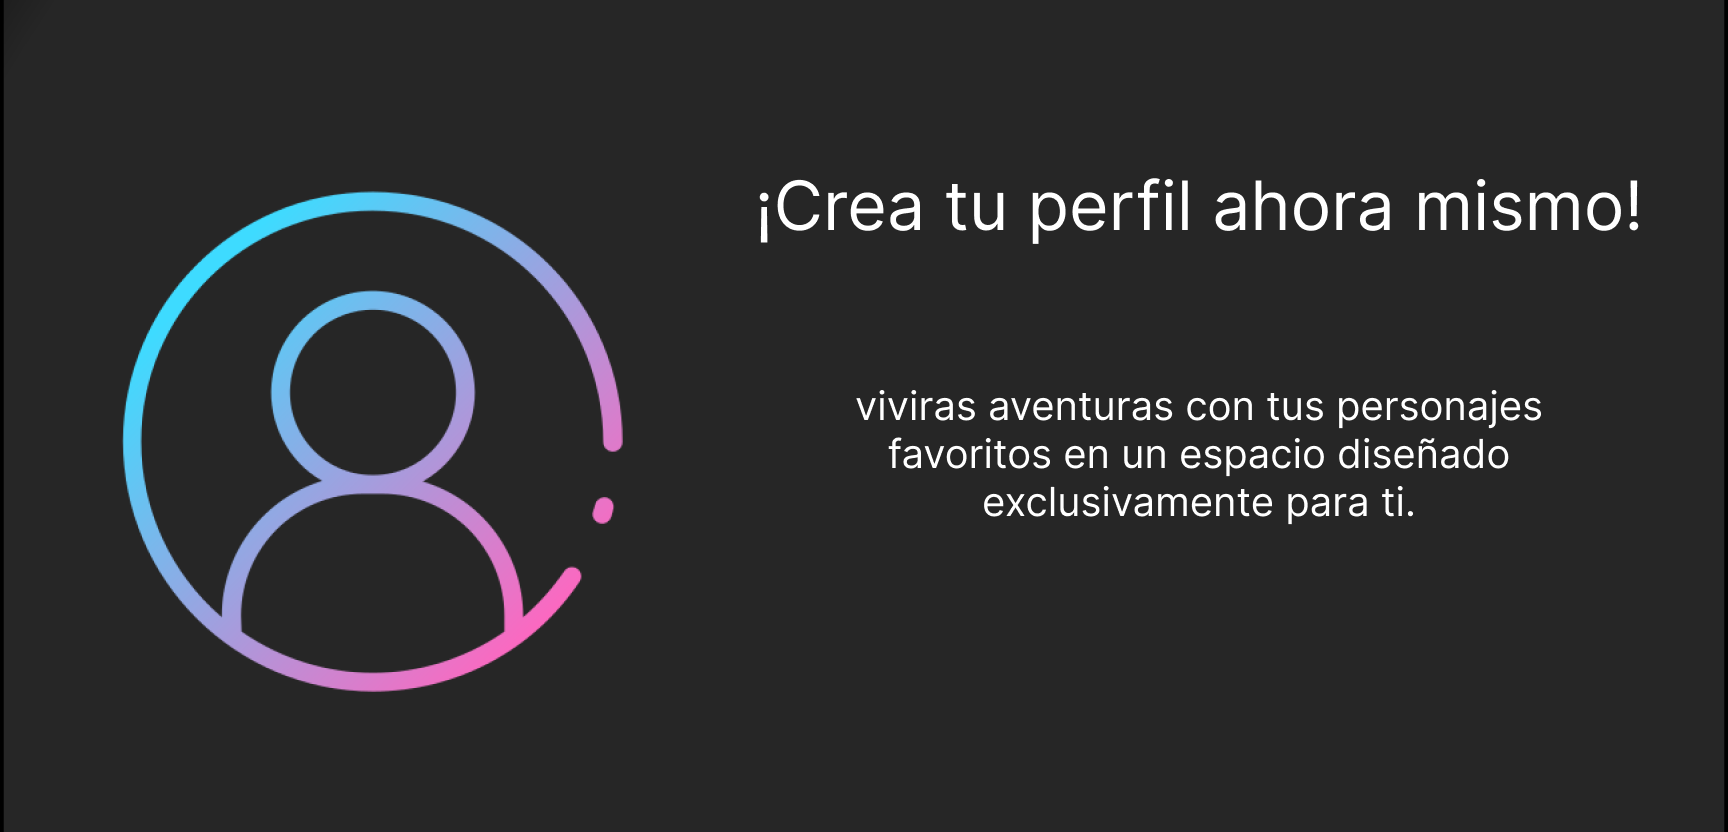 ¡Crea tu perfil ahora mismo!
viviras aventuras con tus personajes
favoritos en un espacio diseñado
exclusivamente para ti.